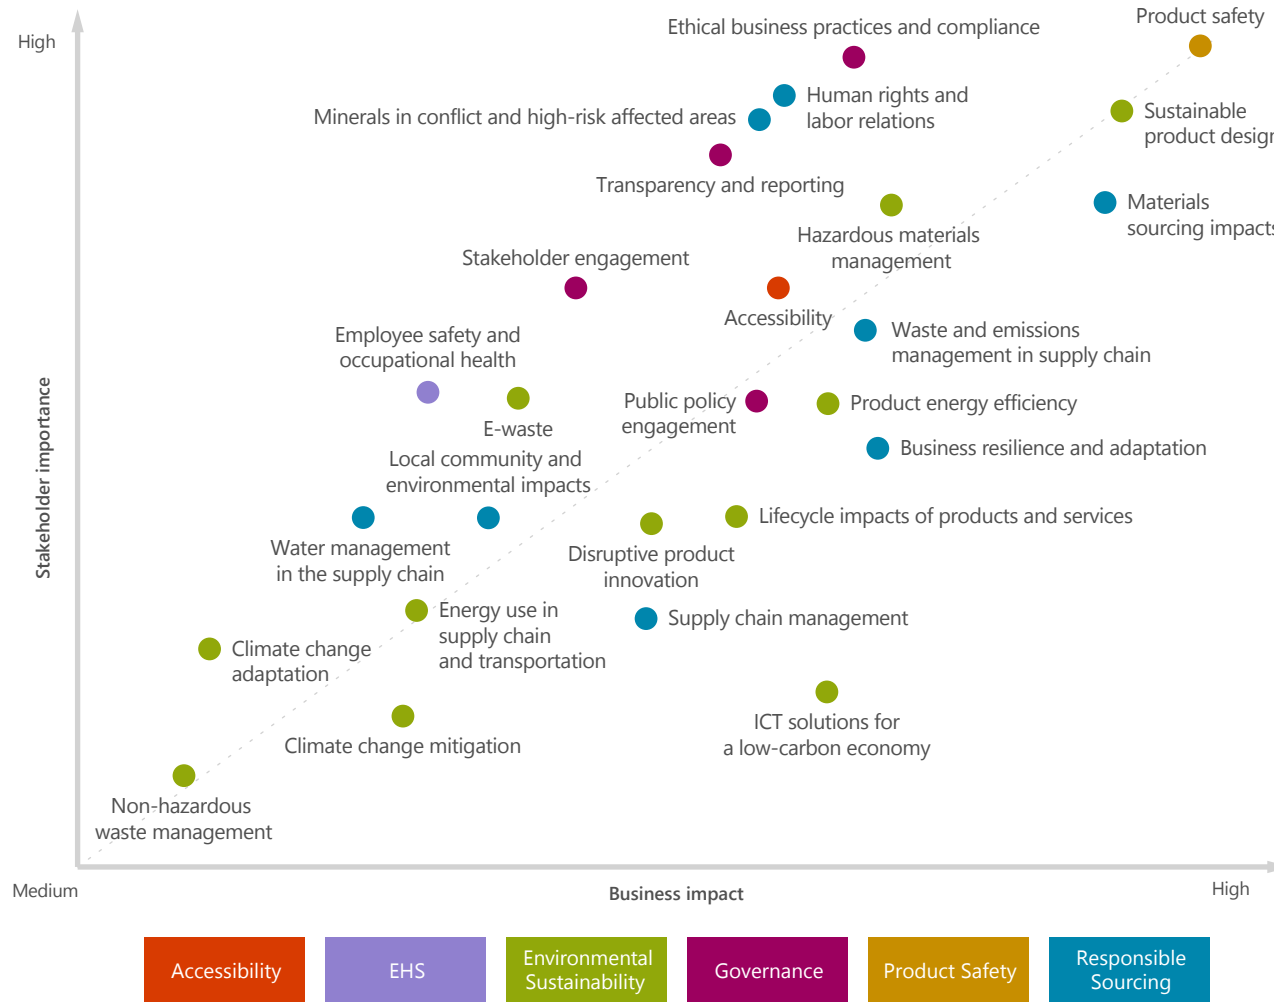 Product safety
High
Ethical business practices and compliance
Human rights and
labor relations
Minerals in conflict and high-risk affected areas
Sustainable
product design
Transparency and reporting
Materials
sourcing impacts
Hazardous materials
management
Stakeholder engagement
Accessibility
Employee safety and
occupational health
Waste and emissions
management in supply chain
Public policy
engagement
Product energy efficiency
E-waste
Business resilience and adaptation
Local community and
environmental impacts
Lifecycle impacts of products and services
Water management
in the supply chain
Disruptive product
innovation
Stakeholder importance
Energy use in
supply chain
and transportation
Supply chain management
Climate change
adaptation
ICT solutions for
a low-carbon economy
Climate change mitigation
Non-hazardous
waste management
Medium
Business impact
High
Accessibility
EHS
Environmental
Sustainability
Governance
Product Safety
Responsible
Sourcing